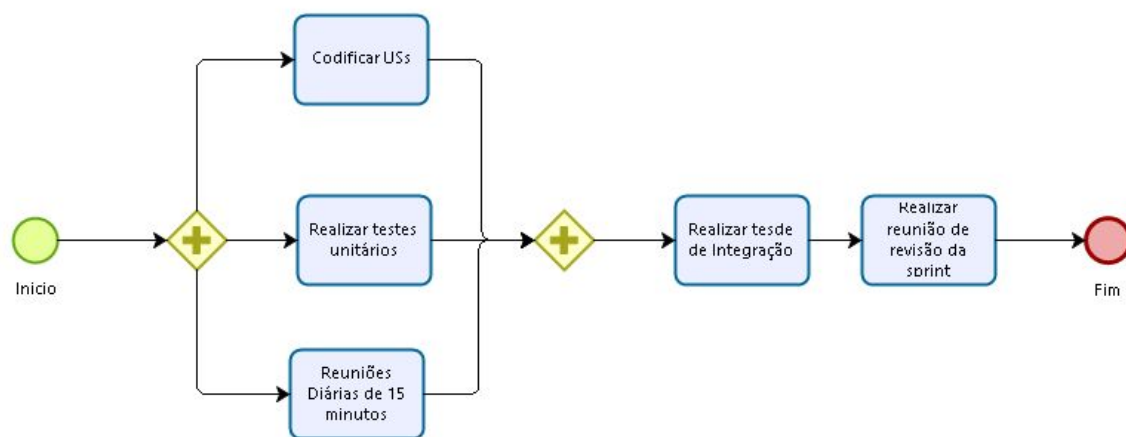 Codificar USs
Realizar testes
unitários
Reuniões
Diárias de 15
minutos
Inicio
Realizar tesde
de Integração
Realizar
reunião de
revisão da
sprint
Fim